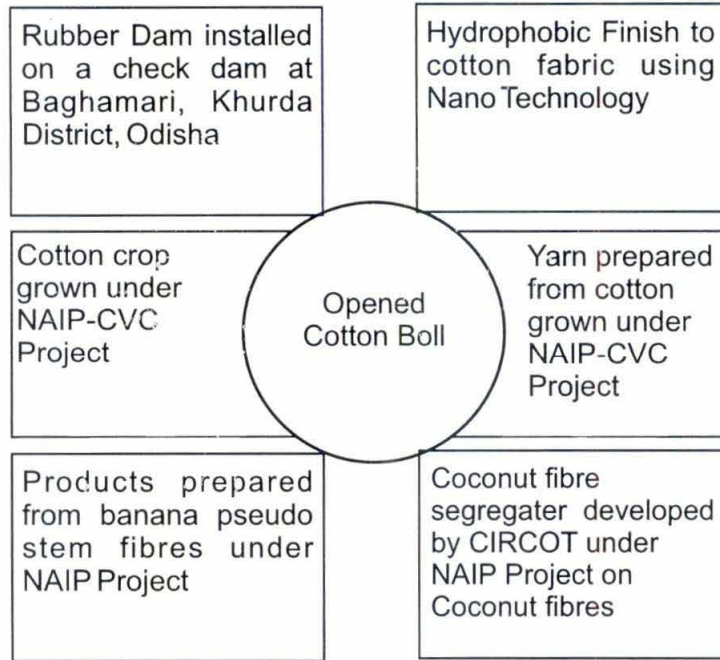 Rubber Dam installed
on a check dam at
Baghamari, Khurda
District, Odisha
Hydrophobic Finish to
cotton fabric using
Nano Technology
Cotton crop
grown under
NAIP-CVC
Project
Opened
Cotton Boll
Yarn prepared
from cotton
grown under
NAIP-CVC
Project
Products prepared
from banana pseudo
stem fibres under
NAIP Project
Coconut fibre
segregater developed
by CIRCOT under
NAIP Project on
Coconut fibres